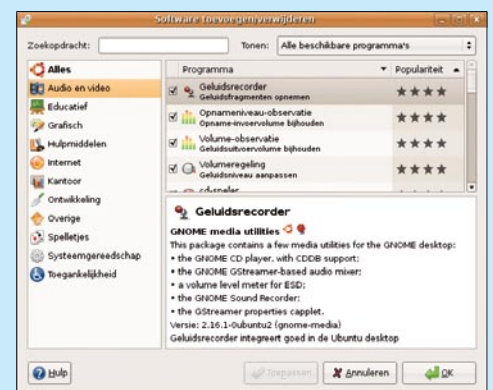 Software toevoegen/verwijderen
Zoekopdracht:
Tonen: Alle beschikbare programma's
Alles
Audio en video
Educatief
Grafisch
Hulpmiddelen
Internet
Kantoor
Ontwikkeling
Overige
Spelletjes
Systeemgereedschap
Toegankelijkheid
Programma
Populariteit
Geluidsrecorder
Geluidsfragmenten opnemen
Opnameniveau-observatie
Opname-invoervolume bijhouden
Volume-observatie
Geluidsuitvoervolume bijhouden
Volumeregeling
Geluidsniveau aanpassen
cd-speler
Geluidsrecorder
GNOME media utilities
This package contains a few media utilities for the GNOME desktop:
• the GNOME CD player, with CDDB support;
• the GNOME GStreamer-based audio mixer;
• a volume level meter for ESD;
• the GNOME Sound Recorder;
• the GStreamer properties capplet.
Versie: 2.16.1-0ubuntu2 (gnome-media)
Geluidsrecorder integreert goed in de Ubuntu desktop
Hulp
Toepassen
Annuleren
OK